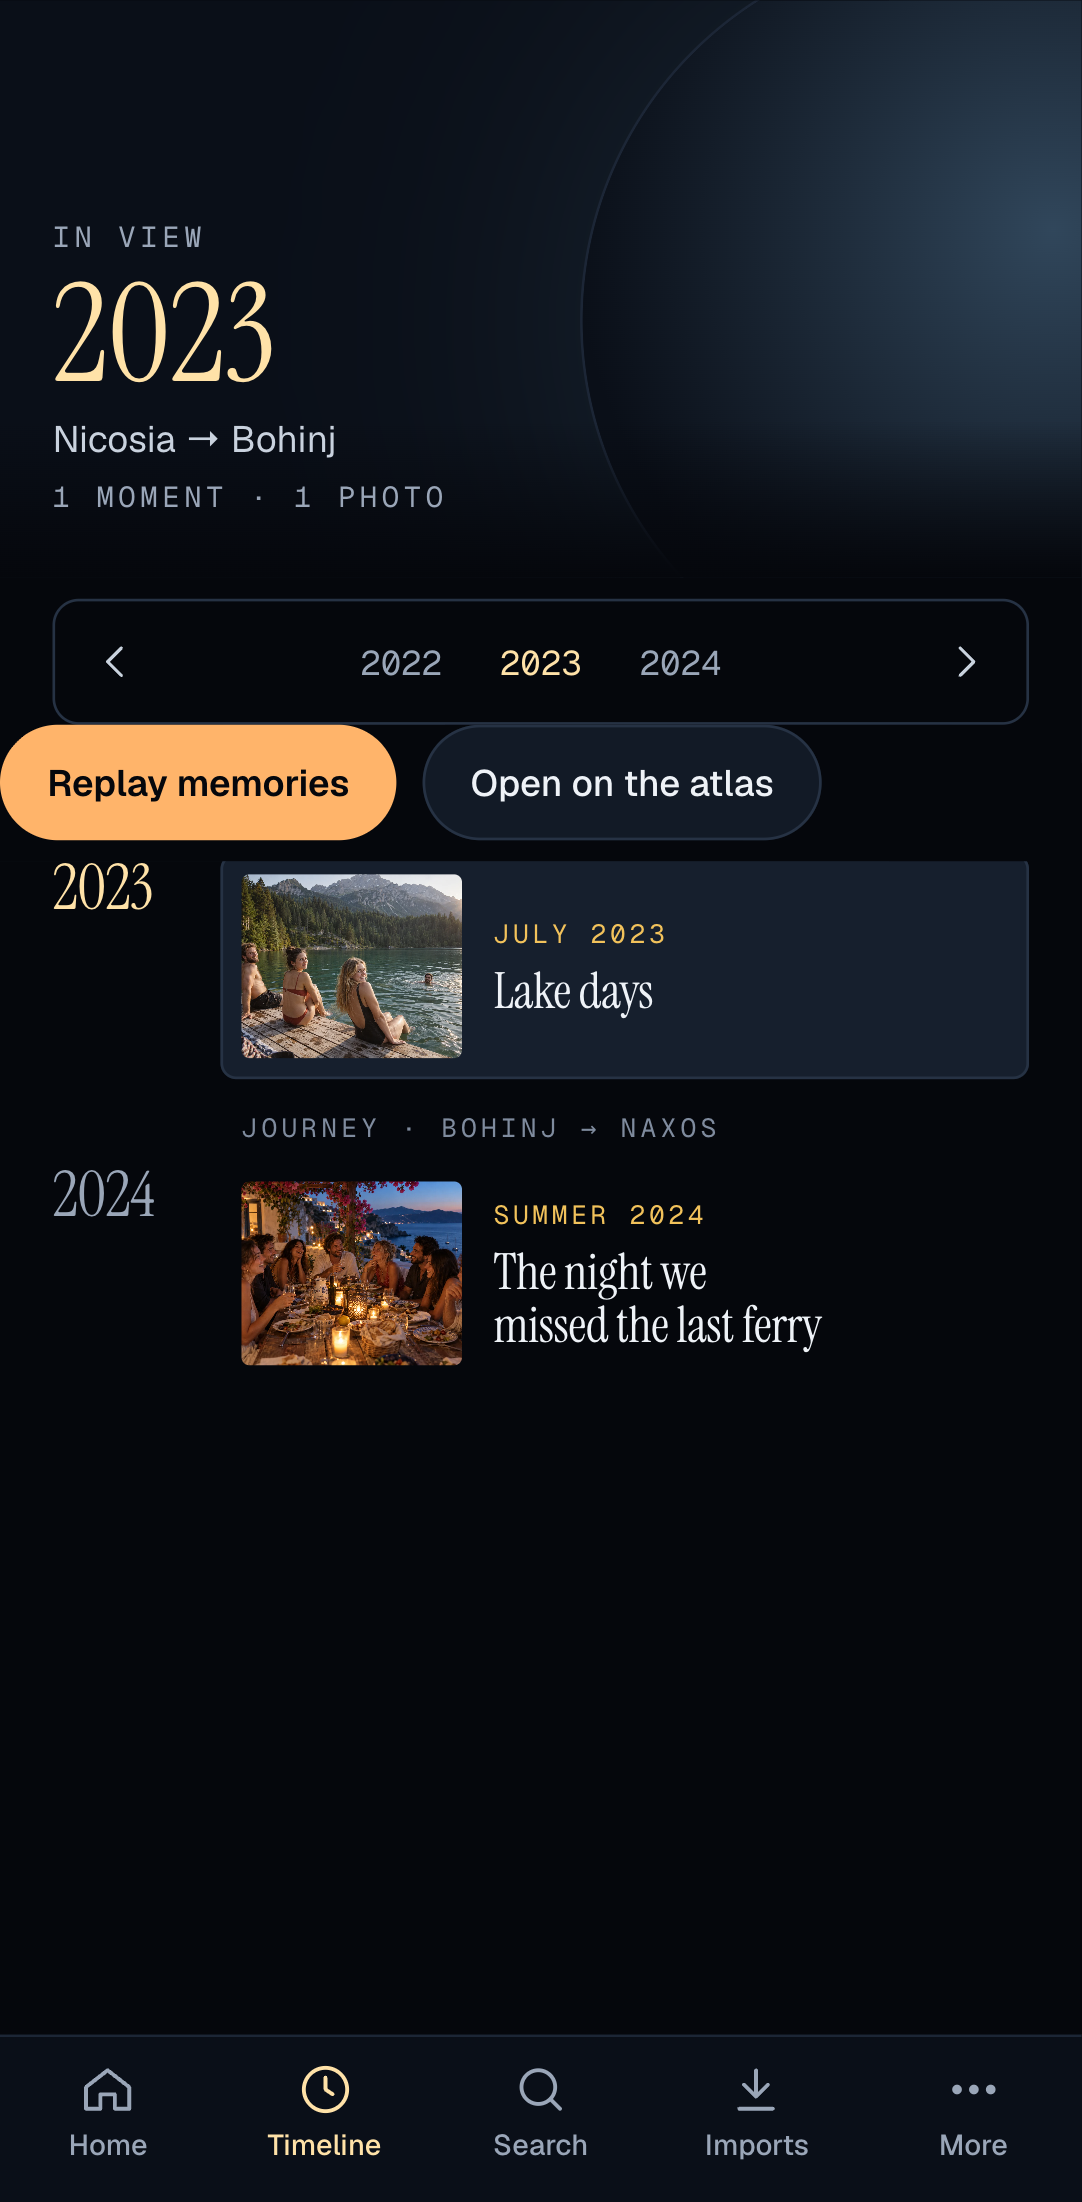 IN VIEW
2023
Nicosia → Bohinj
1 MOMENT · 1 PHOTO
2022 2023 2024
Replay memories Open on the atlas
2023
JULY 2023
Lake days
JOURNEY · BOHINJ → NAXOS
2024
SUMMER 2024
The night we
missed the last ferry
Home Timeline Search Imports More